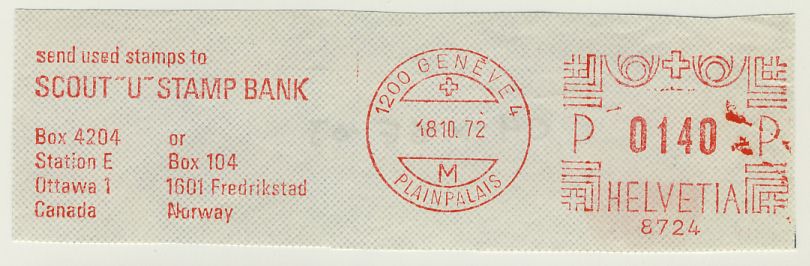 send used stamps to
SCOUT "U" STAMP BANK
Box 4204 or
Station E Box 104
Ottawa 1 1601 Fredrikstad
Canada Norway
1200 GENÈVE 4
18.10.72
M
PLAINPALAIS
P 0140 P
HELVETIA
8724